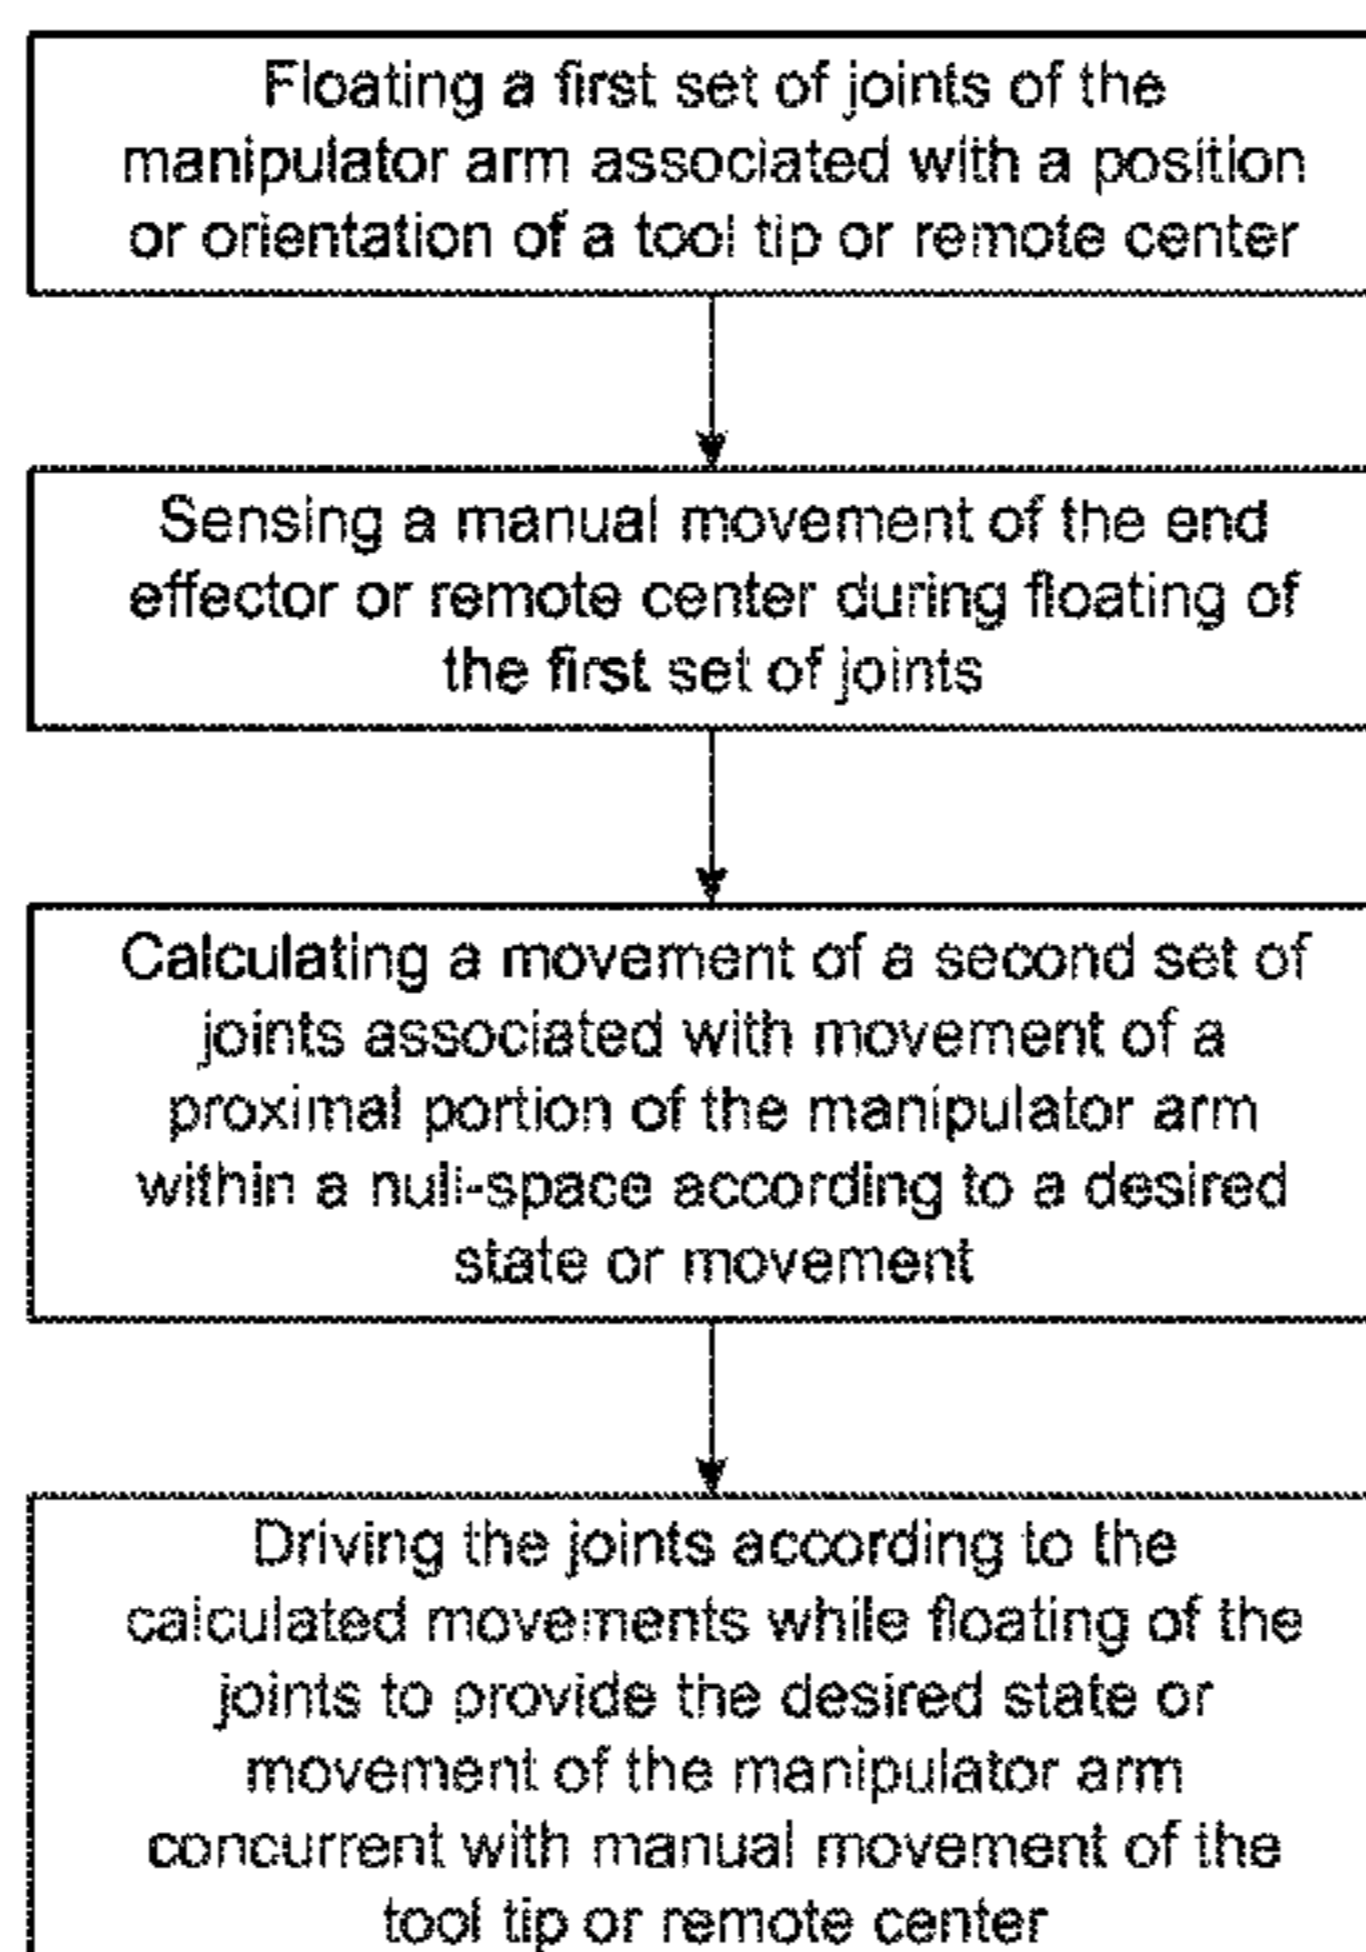 Floating a first set of joints of the
manipulator arm associated with a position
or orientation of a tool tip or remote center
Sensing a manual movement of the end
effector or remote center during floating of
the first set of joints
Calculating a movement of a second set of
joints associated with movement of a
proximal portion of the manipulator arm
within a null-space according to a desired
state or movement
Driving the joints according to the
calculated movements while floating of the
joints to provide the desired state or
movement of the manipulator arm
concurrent with manual movement of the
tool tip or remote center